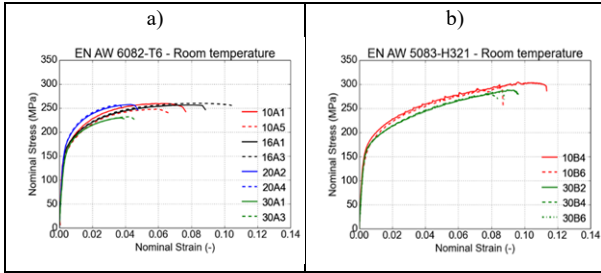 a)
b)
EN AW 6082-T6 - Room temperature
350
300
250
200
150
100
50
0
Nominal Stress (MPa)
0.00 0.02 0.04 0.06 0.08 0.10 0.12 0.14
Nominal Strain (-)
10A1
10A5
16A1
16A3
20A2
20A4
30A1
30A3
EN AW 5083-H321 - Room temperature
350
300
250
200
150
100
50
0
Nominal Stress (MPa)
0.00 0.02 0.04 0.06 0.08 0.10 0.12 0.14
Nominal Strain (-)
10B4
10B6
30B2
30B4
30B6